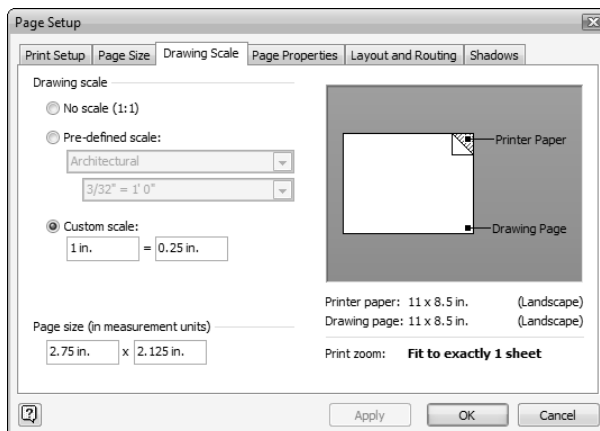 Page Setup
Print Setup Page Size Drawing Scale Page Properties Layout and Routing Shadows
Drawing scale
No scale (1:1)
Pre-defined scale:
Architectural
3/32" = 1' 0"
Custom scale:
1 in. = 0.25 in.
Page size (in measurement units)
2.75 in. x 2.125 in.
Printer Paper
Drawing Page
Printer paper: 11 x 8.5 in. (Landscape)
Drawing page: 11 x 8.5 in. (Landscape)
Print zoom: Fit to exactly 1 sheet
? Apply OK Cancel